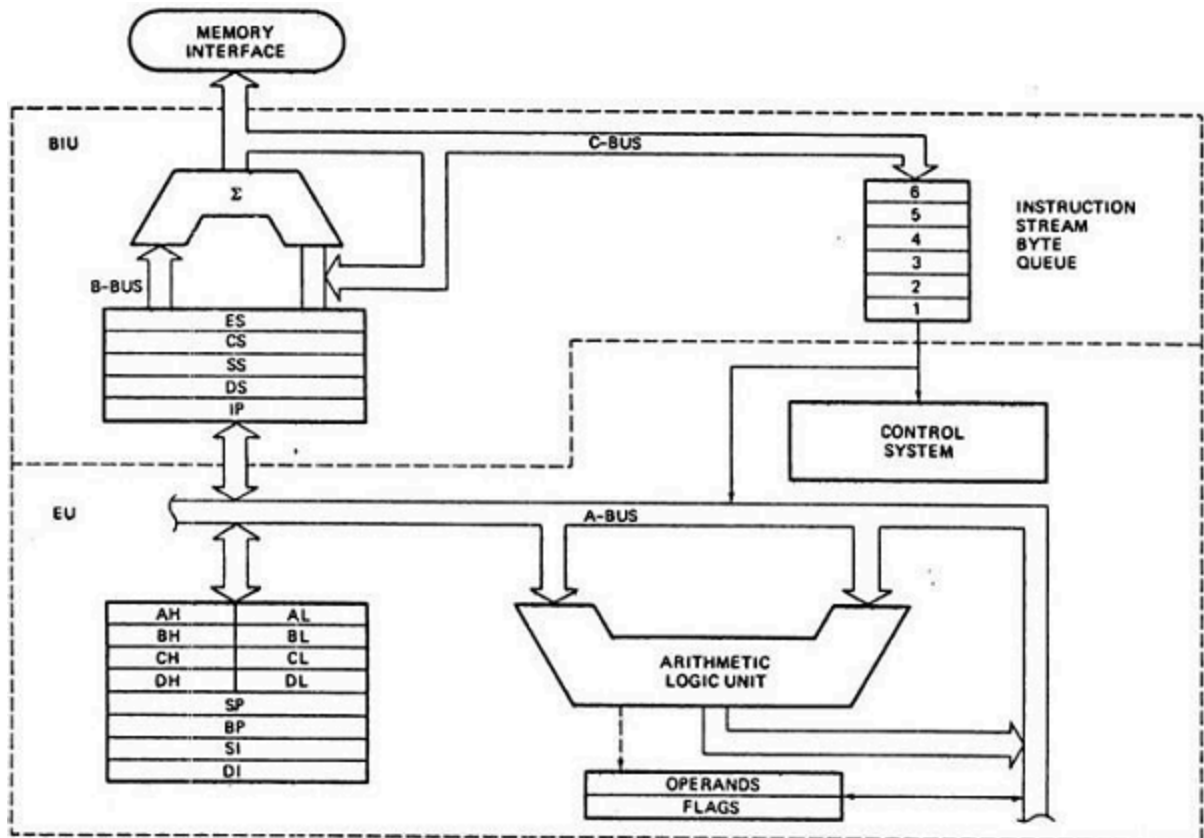 MEMORY
INTERFACE
BIU
C-BUS
Σ
B-BUS
6
5
4
3
2
1
INSTRUCTION
STREAM
BYTE
QUEUE
ES
CS
SS
DS
IP
CONTROL
SYSTEM
EU
A-BUS
AH AL
BH BL
CH CL
DH DL
SP
BP
SI
DI
ARITHMETIC
LOGIC UNIT
OPERANDS
FLAGS